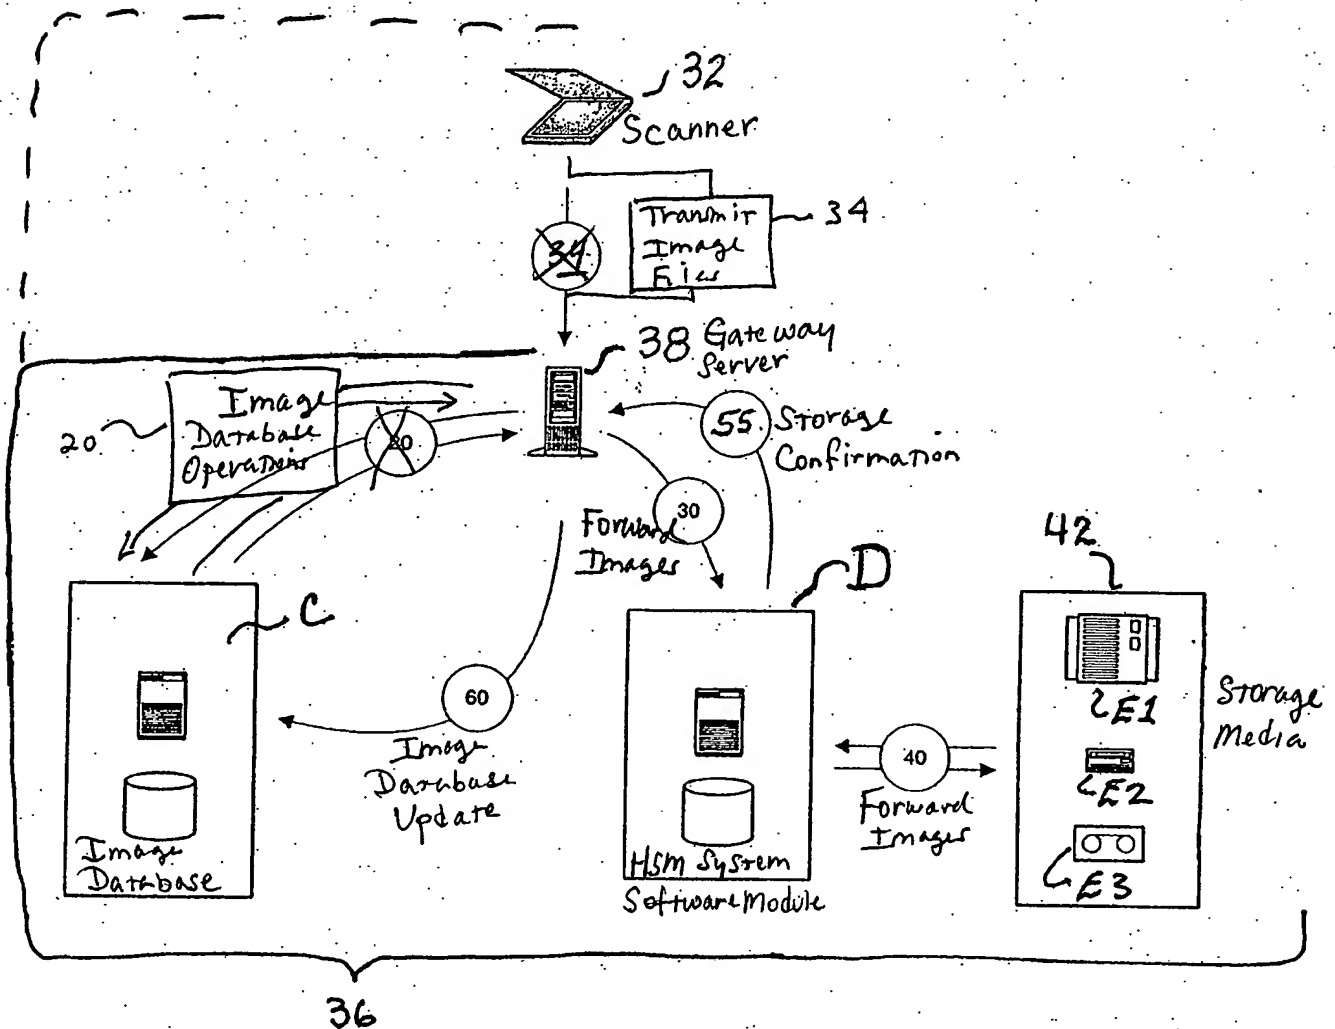 32
Scanner
Transmit
Image
Files
34
34
38 Gateway
Server
Image
Database
Operations
20
20
55
Storage
Confirmation
30
Forward
Images
42
D
C
E1
Storage
Media
E2
60
Image
Database
Update
40
Forward
Images
E3
Image
Database
HSM System
Software Module
36